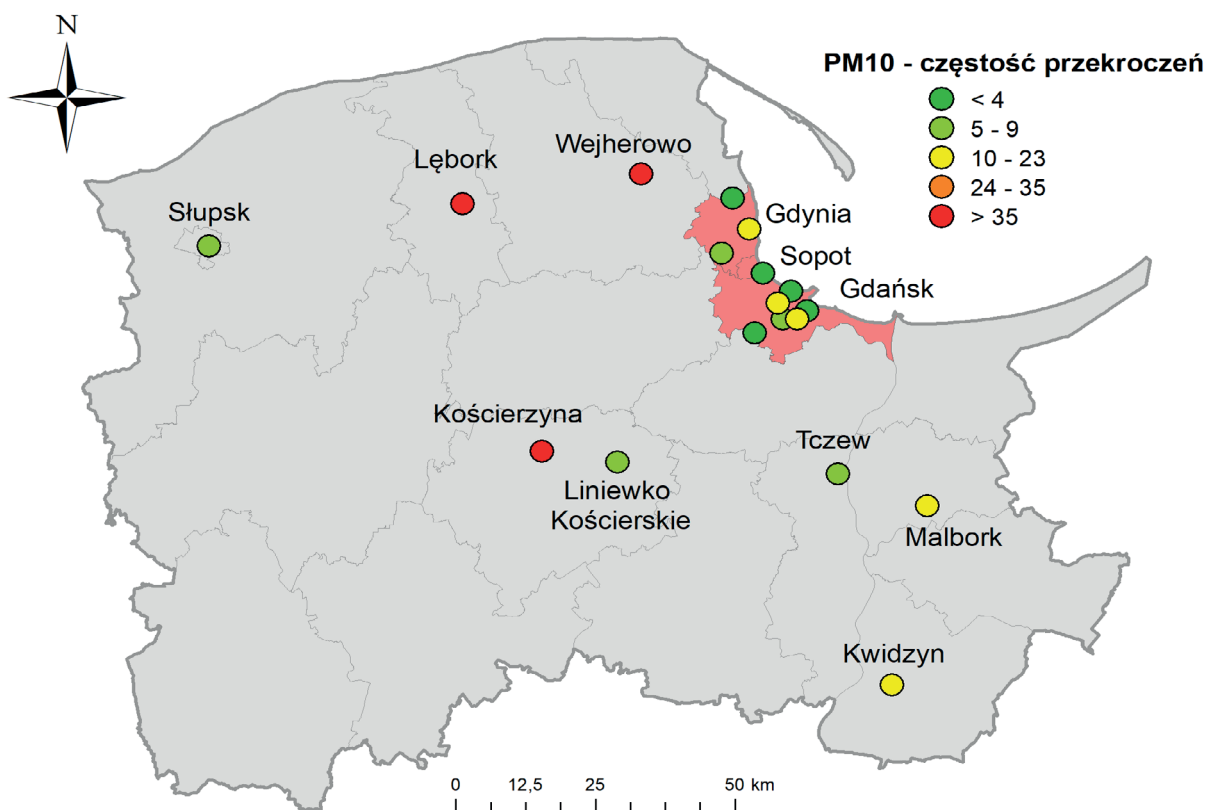 N
PM10 - częstość przekroczeń
< 4
5 - 9
10 - 23
24 - 35
> 35
Wejherowo
Lębork
Słupsk
Gdynia
Sopot
Gdańsk
Kościerzyna
Tczew
Liniewko
Kościerskie
Malbork
Kwidzyn
0 12,5 25 50 km